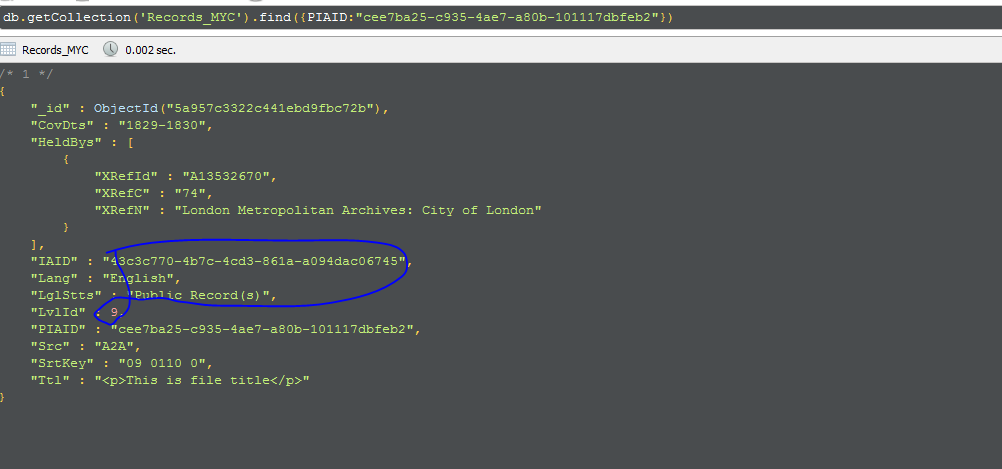 db.getCollection('Records_MYC').find({PIAID:"cee7ba25-c935-4ae7-a80b-101117dbfeb2"})
Records_MYC 0.002 sec.
/* 1 */
{
"_id" : ObjectId("5a957c3322c441ebd9fbc72b"),
"CovDts" : "1829-1830",
"HeldBys" : [
{
"XRefId" : "A13532670",
"XRefC" : "74",
"XRefN" : "London Metropolitan Archives: City of London"
}
],
"IAID" : "43c3c770-4b7c-4cd3-861a-a094dac06745",
"Lang" : "English",
"LglStts" : "Public Record(s)",
"LvlId" : 9,
"PIAID" : "cee7ba25-c935-4ae7-a80b-101117dbfeb2",
"Src" : "A2A",
"SrtKey" : "09 0110 0",
"Ttl" : "<p>This is file title</p>"
}